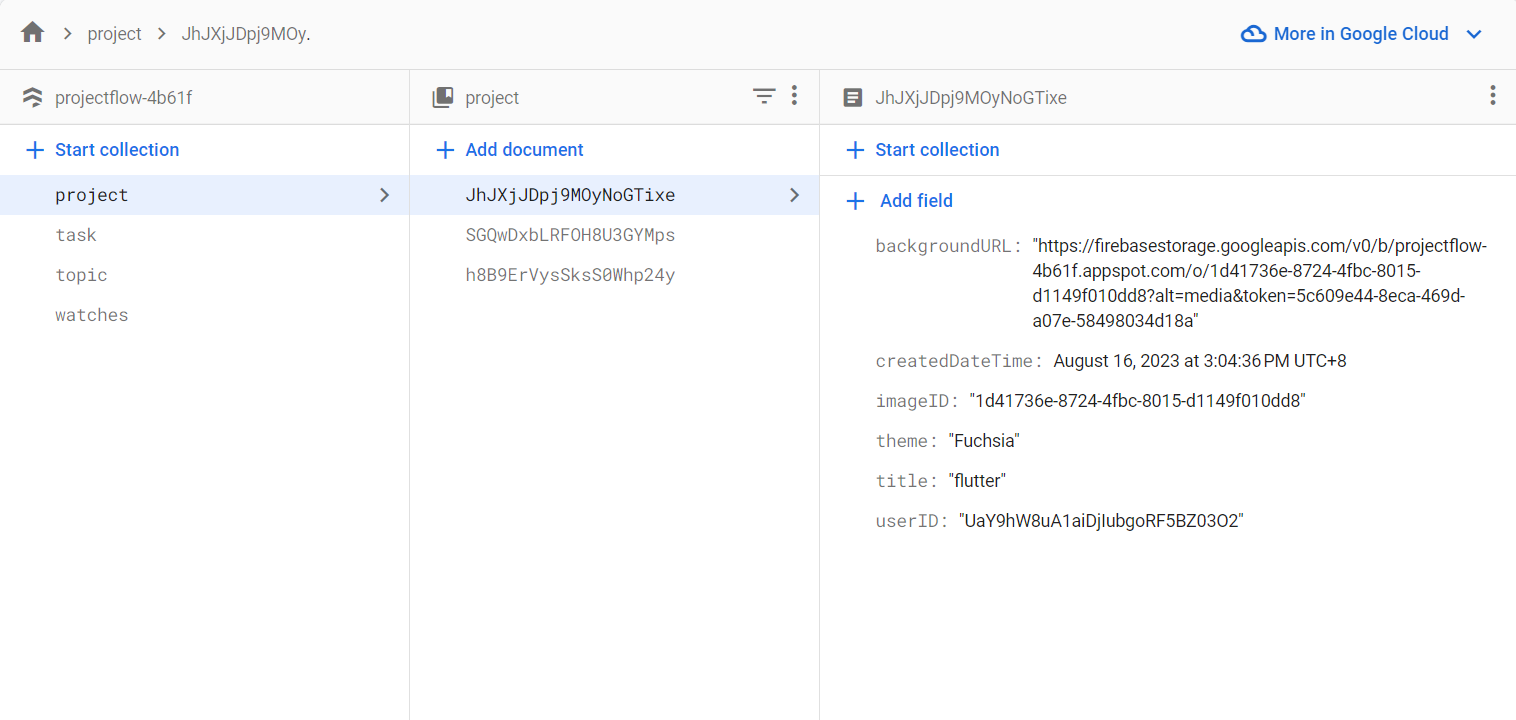 project
JhJXjJDpj9MOy.
More in Google Cloud
projectflow-4b61f
project
JhJXjJDpj9MOyNoGTixe
Start collection
Add document
Start collection
project
JhJXjJDpj9MOyNoGTixe
Add field
task
SGQwDxbLRFOH8U3GYMps
topic
h8B9ErVysSksS0Whp24y
watches
backgroundURL: "https://firebasestorage.googleapis.com/v0/b/projectflow-
4b61f.appspot.com/o/1d41736e-8724-4fbc-8015-
d1149f010dd8?alt=media&token=5c609e44-8eca-469d-
a07e-58498034d18a"
createdDateTime: August 16, 2023 at 3:04:36 PM UTC+8
imageID: "1d41736e-8724-4fbc-8015-d1149f010dd8"
theme: "Fuchsia"
title: "flutter"
userID: "UaY9hW8uA1aiDjIubgoRF5BZ03O2"